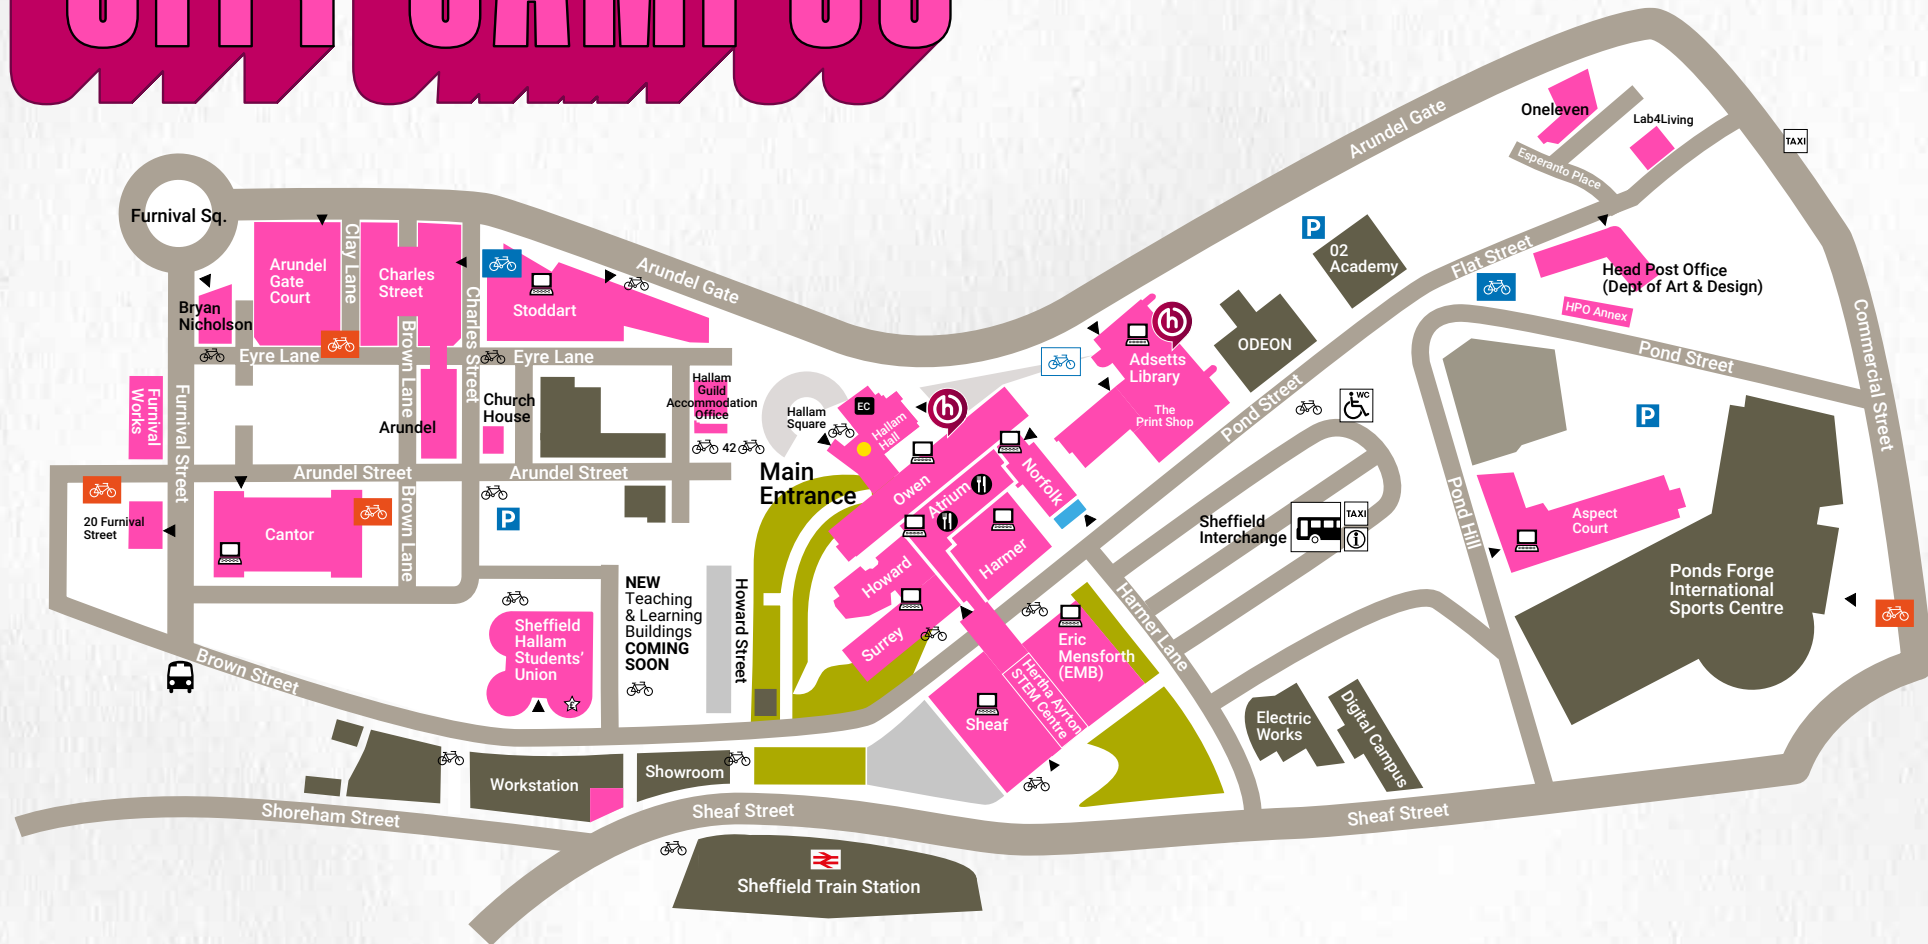 CITY CAMPUS
Furnival Sq.
Arundel
Gate
Court
Clay Lane
Charles
Street
Bryan
Nicholson
Eyre Lane
Brown Lane
Charles Street
Stoddart
Eyre Lane
Arundel Gate
Furnival
Works
Furnival Street
Arundel
Church
House
Hallam
Guild
Accommodation
Office
42
Arundel Street
Arundel Street
20 Furnival
Street
Cantor
Brown Lane
P
Brown Street
Sheffield
Hallam
Students'
Union
E
NEW
Teaching
& Learning
Buildings
COMING
SOON
Howard Street
Hallam
Square
EC
Hallam
Hall
h
Main
Entrance
Owen
Atrium
Norfolk
Harmer
Howard
Surrey
Adsetts
Library
h
The
Print Shop
ODEON
P
02
Academy
Arundel Gate
Oneleven
Lab4Living
Esperanto Place
TAXI
Flat Street
Head Post Office
(Dept of Art & Design)
HPO Annex
Pond Street
Commercial Street
Pond Street
WC
P
Sheffield
Interchange
TAXI
i
Pond Hill
Aspect
Court
Ponds Forge
International
Sports Centre
Harmer Lane
Eric
Mensforth
(EMB)
Hertha Ayrton
STEM Centre
Sheaf
Electric
Works
Digital Campus
Workstation
Showroom
Shoreham Street
Sheaf Street
Sheaf Street
Sheffield Train Station